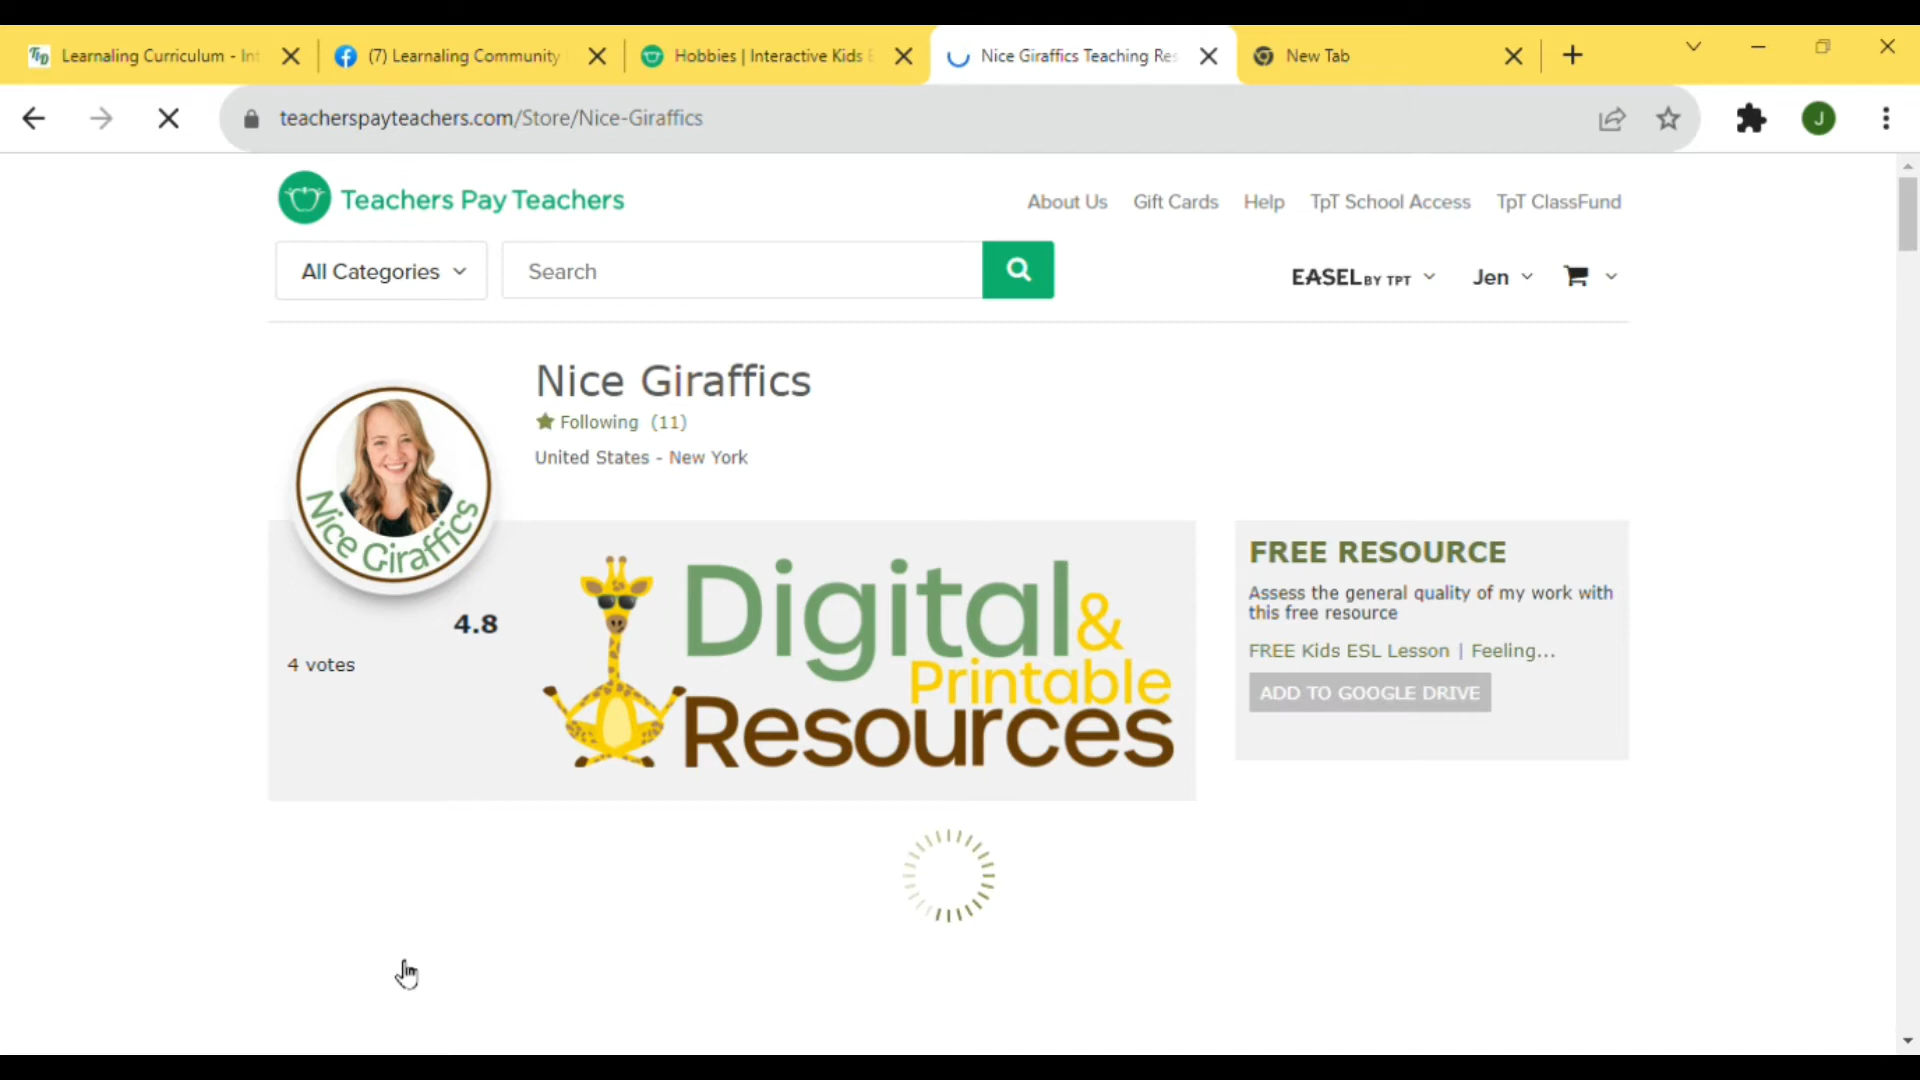 Learnaling Curriculum - Int
(7) Learnaling Community
Hobbies | Interactive Kids E
Nice Giraffics Teaching Res
New Tab
teacherspayteachers.com/Store/Nice-Giraffics
J
Teachers Pay Teachers
About Us
Gift Cards
Help
TpT School Access
TpT ClassFund
All Categories
Search
EASEL BY TPT
Jen
Nice Giraffics
Following (11)
United States - New York
Nice Giraffics
4.8
4 votes
Digital &
Printable
Resources
FREE RESOURCE
Assess the general quality of my work with
this free resource
FREE Kids ESL Lesson | Feeling...
ADD TO GOOGLE DRIVE